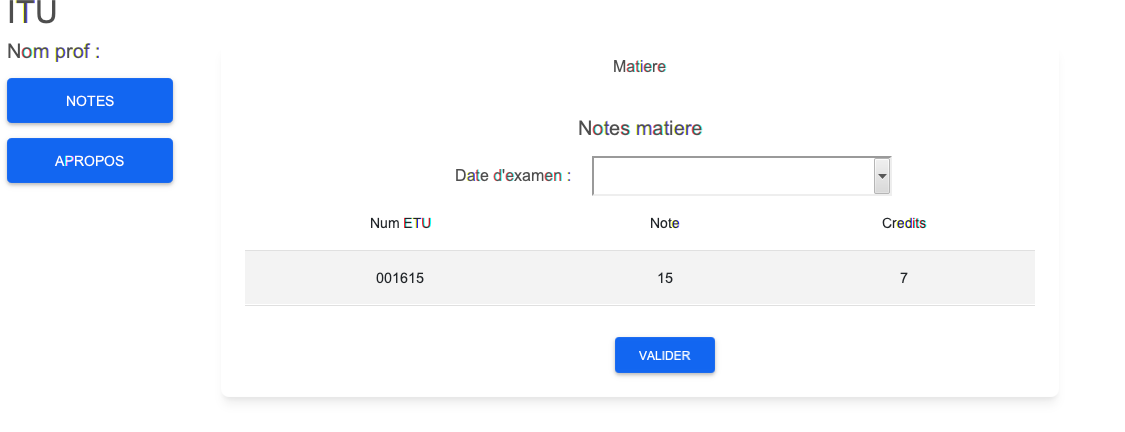 ITU
Nom prof :
NOTES
APROPOS
Matiere
Notes matiere
Date d'examen :
Num ETU Note Credits
001615 15 7
VALIDER